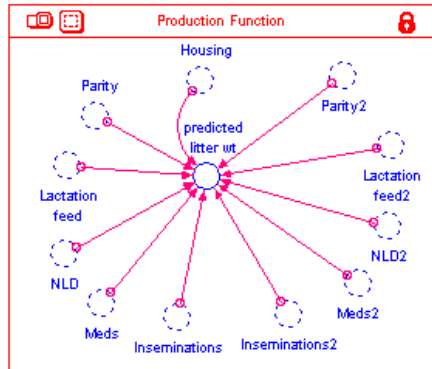 Production Function
Housing
Parity
Parity2
predicted
litter wt
Lactation
feed
Lactation
feed2
NLD
NLD2
Meds
Meds2
Inseminations
Inseminations2